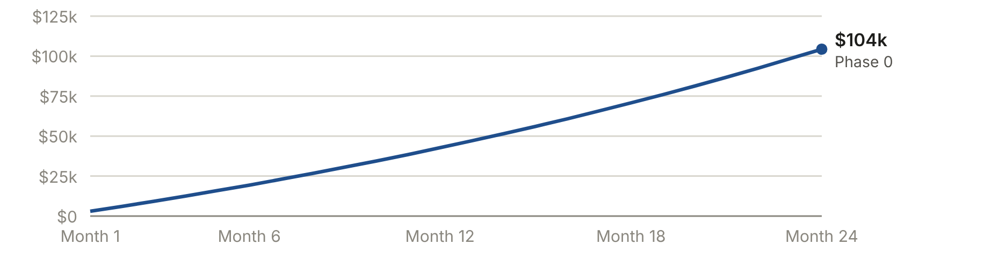 $125k
$104k
$100k
Phase 0
$75k
$50k
$25k
$0
Month 1 Month 6 Month 12 Month 18 Month 24